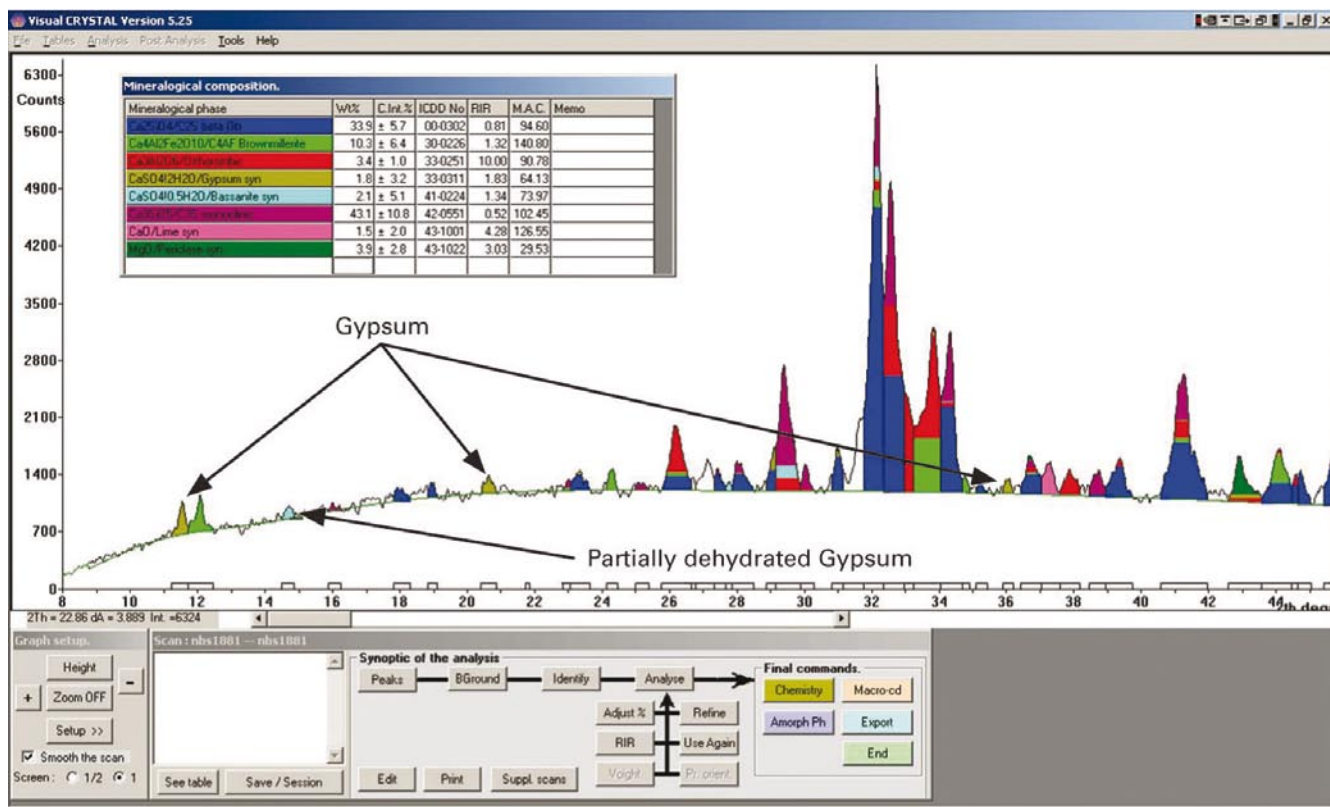 Visual CRYSTAL Version 5.25
File Tables Analysis Post Analysis Tools Help
6300
Counts
5600
4900
4200
3500
2800
2100
1400
700
0
Mineralogical composition.
Mineralogical phase Wt% C.Int.% ICDD No RIR M.A.C. Memo
33.9 ± 5.7 00-0302 0.81 94.60
Ca4Al2Fe2O10/C4AF Brownmillerite 10.3 ± 6.4 30-0226 1.32 140.80
3.4 ± 1.0 33-0251 10.00 90.78
CaSO4!2H2O/Gypsum syn 1.8 ± 3.2 33-0311 1.83 64.13
CaSO4!0.5H2O/Bassanite syn 2.1 ± 5.1 41-0224 1.34 73.97
43.1 ± 10.8 42-0551 0.52 102.45
CaO/Lime syn 1.5 ± 2.0 43-1001 4.28 126.55
MgO/Periclase syn 3.9 ± 2.8 43-1022 3.03 29.53
Gypsum
Partially dehydrated Gypsum
8 10 12 14 16 18 20 22 24 26 28 30 32 34 36 38 40 42 44 2th deg
2Th = 22.86 dA = 3.889 Int. =6324
Graph setup.
Height
+ Zoom OFF -
Setup >>
Smooth the scan
Screen : 1/2 1
Scan : nbs1881 -- nbs1881
See table Save / Session
Synoptic of the analysis
Peaks BGround Identify Analyse
Adjust % Refine
RIR Use Again
Voight Pr. orient.
Edit Print Suppl. scans
Final commands.
Chemistry Macro-cd
Amorph Ph Export
End